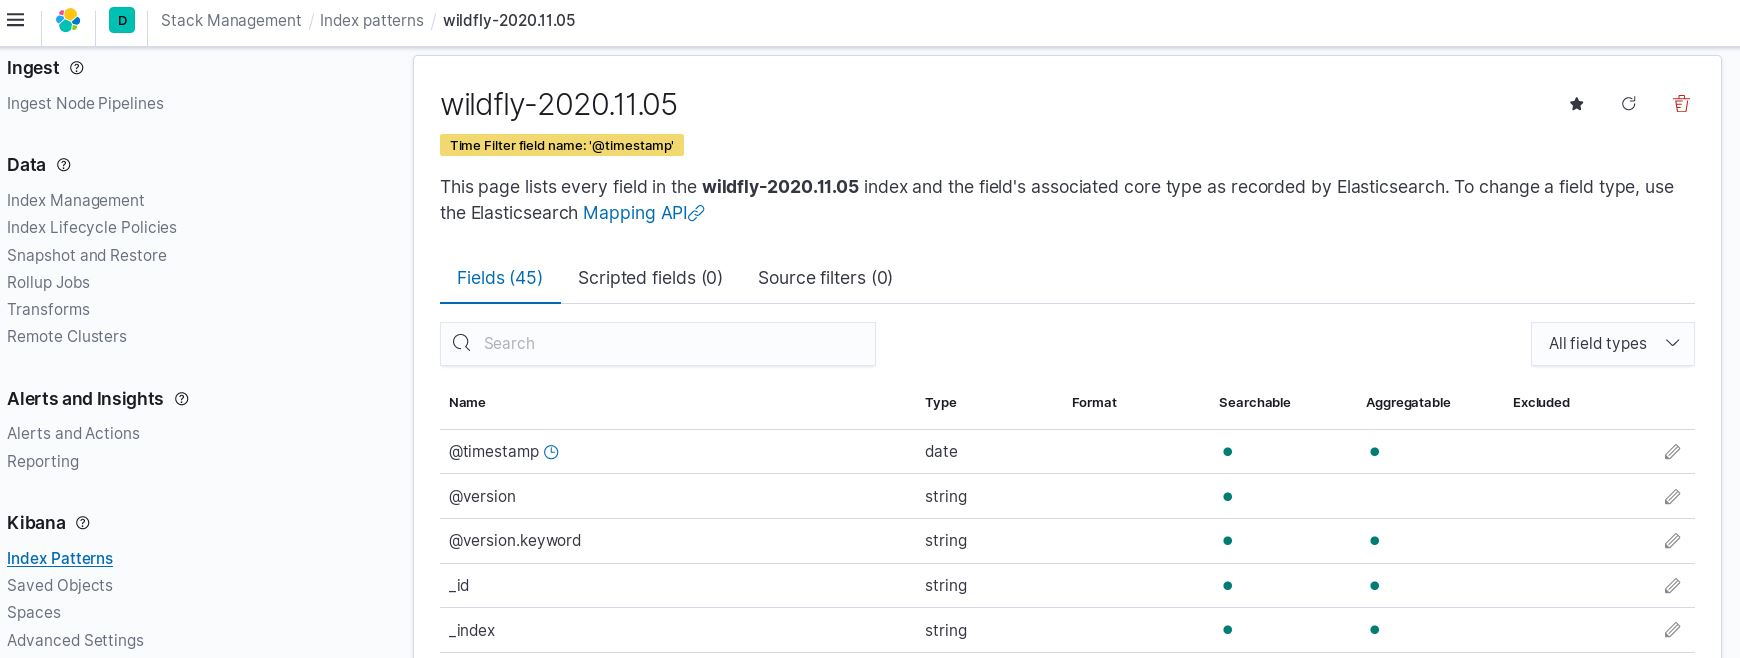 D Stack Management / Index patterns / wildfly-2020.11.05
Ingest
Ingest Node Pipelines
Data
Index Management
Index Lifecycle Policies
Snapshot and Restore
Rollup Jobs
Transforms
Remote Clusters
Alerts and Insights
Alerts and Actions
Reporting
Kibana
Index Patterns
Saved Objects
Spaces
Advanced Settings
wildfly-2020.11.05
Time Filter field name: '@timestamp'
This page lists every field in the wildfly-2020.11.05 index and the field's associated core type as recorded by Elasticsearch. To change a field type, use
the Elasticsearch Mapping API
Fields (45) Scripted fields (0) Source filters (0)
Search All field types
Name Type Format Searchable Aggregatable Excluded
@timestamp date
@version string
@version.keyword string
_id string
_index string